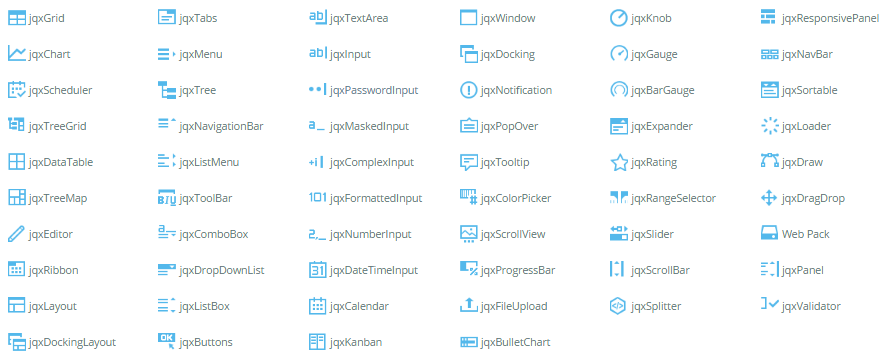 jqxGrid jqxTabs jqxTextArea jqxWindow jqxKnob jqxResponsivePanel
jqxChart jqxMenu jqxInput jqxDocking jqxGauge jqxNavBar
jqxScheduler jqxTree jqxPasswordInput jqxNotification jqxBarGauge jqxSortable
jqxTreeGrid jqxNavigationBar jqxMaskedInput jqxPopOver jqxExpander jqxLoader
jqxDataTable jqxListMenu jqxComplexInput jqxTooltip jqxRating jqxDraw
jqxTreeMap jqxToolBar jqxFormattedInput jqxColorPicker jqxRangeSelector jqxDragDrop
jqxEditor jqxComboBox jqxNumberInput jqxScrollView jqxSlider Web Pack
jqxRibbon jqxDropDownList jqxDateTimeInput jqxProgressBar jqxScrollBar jqxPanel
jqxLayout jqxListBox jqxCalendar jqxFileUpload jqxSplitter jqxValidator
jqxDockingLayout jqxButtons jqxKanban jqxBulletChart